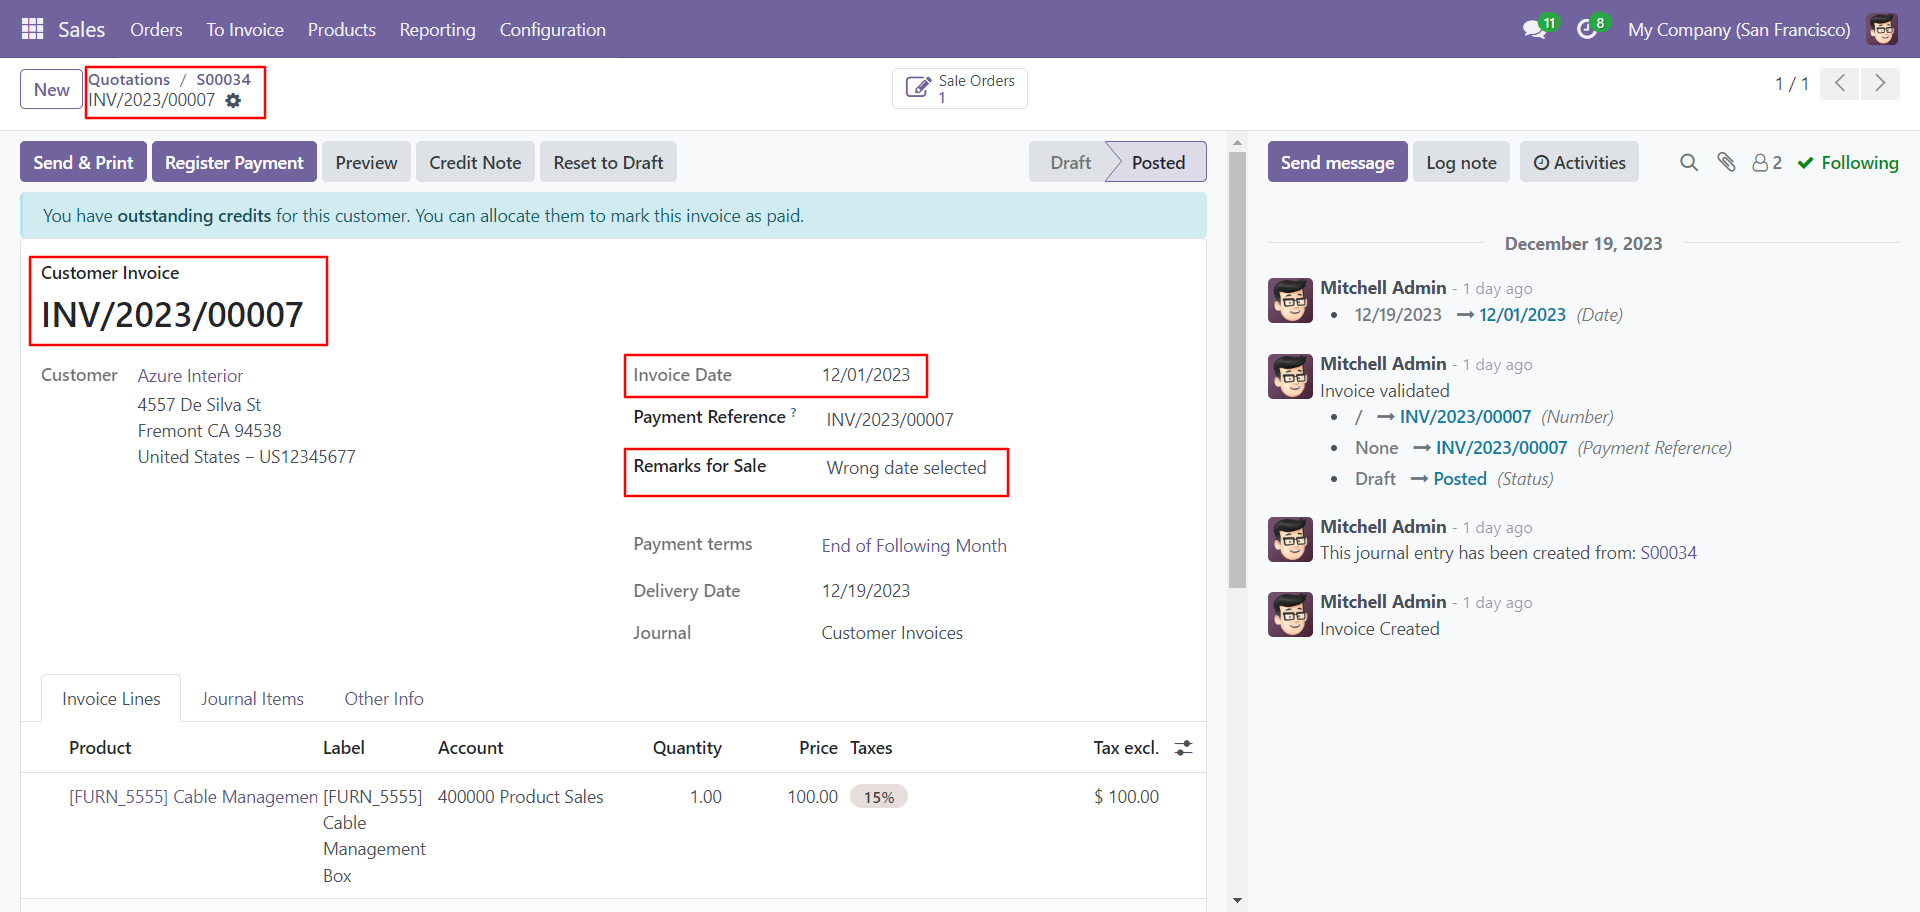 Sales Orders To Invoice Products Reporting Configuration 11 8 My Company (San Francisco)
New Quotations / S00034
INV/2023/00007
Sale Orders
1
1 / 1
Send & Print Register Payment Preview Credit Note Reset to Draft Draft Posted
You have outstanding credits for this customer. You can allocate them to mark this invoice as paid.
Customer Invoice
INV/2023/00007
Customer Azure Interior
4557 De Silva St
Fremont CA 94538
United States – US12345677
Invoice Date 12/01/2023
Payment Reference ? INV/2023/00007
Remarks for Sale Wrong date selected
Payment terms End of Following Month
Delivery Date 12/19/2023
Journal Customer Invoices
Invoice Lines Journal Items Other Info
Product Label Account Quantity Price Taxes Tax excl.
[FURN_5555] Cable Managemen [FURN_5555] 400000 Product Sales 1.00 100.00 15% $ 100.00
Cable
Management
Box
Send message Log note Activities 2 Following
December 19, 2023
Mitchell Admin - 1 day ago
• 12/19/2023 → 12/01/2023 (Date)
Mitchell Admin - 1 day ago
Invoice validated
• / → INV/2023/00007 (Number)
• None → INV/2023/00007 (Payment Reference)
• Draft → Posted (Status)
Mitchell Admin - 1 day ago
This journal entry has been created from: S00034
Mitchell Admin - 1 day ago
Invoice Created